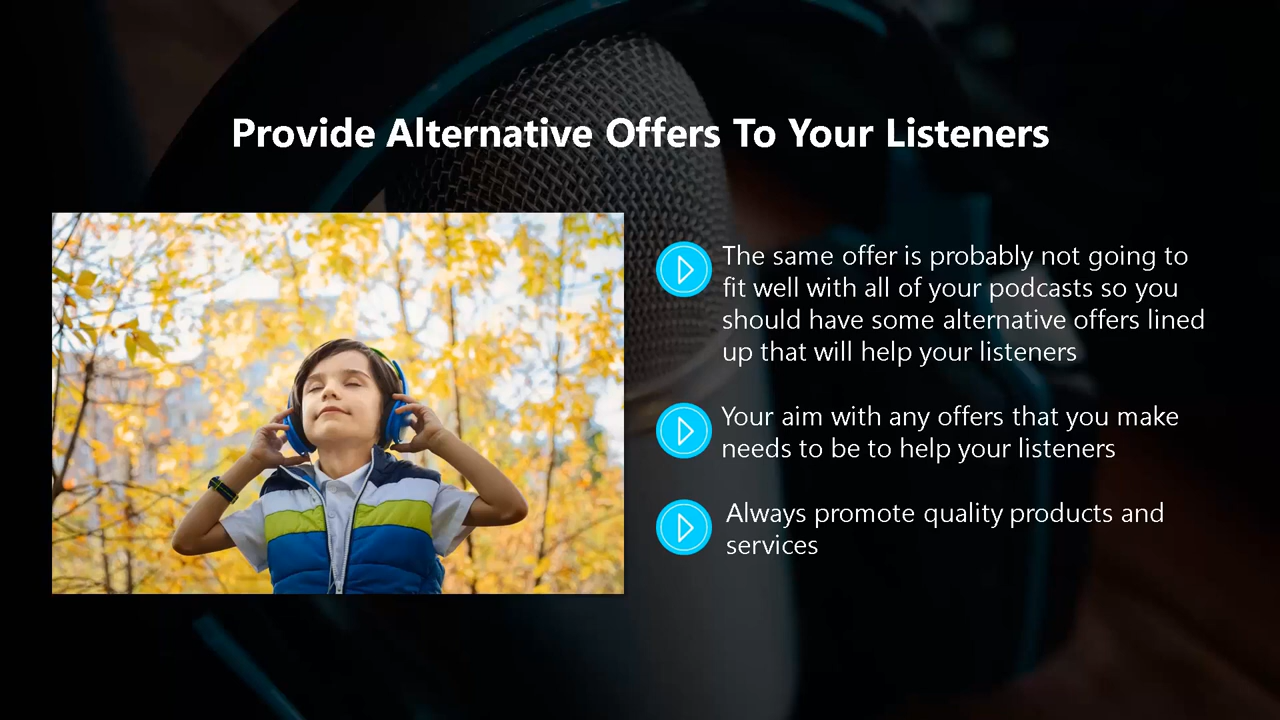 Provide Alternative Offers To Your Listeners
The same offer is probably not going to
fit well with all of your podcasts so you
should have some alternative offers lined
up that will help your listeners
Your aim with any offers that you make
needs to be to help your listeners
Always promote quality products and
services